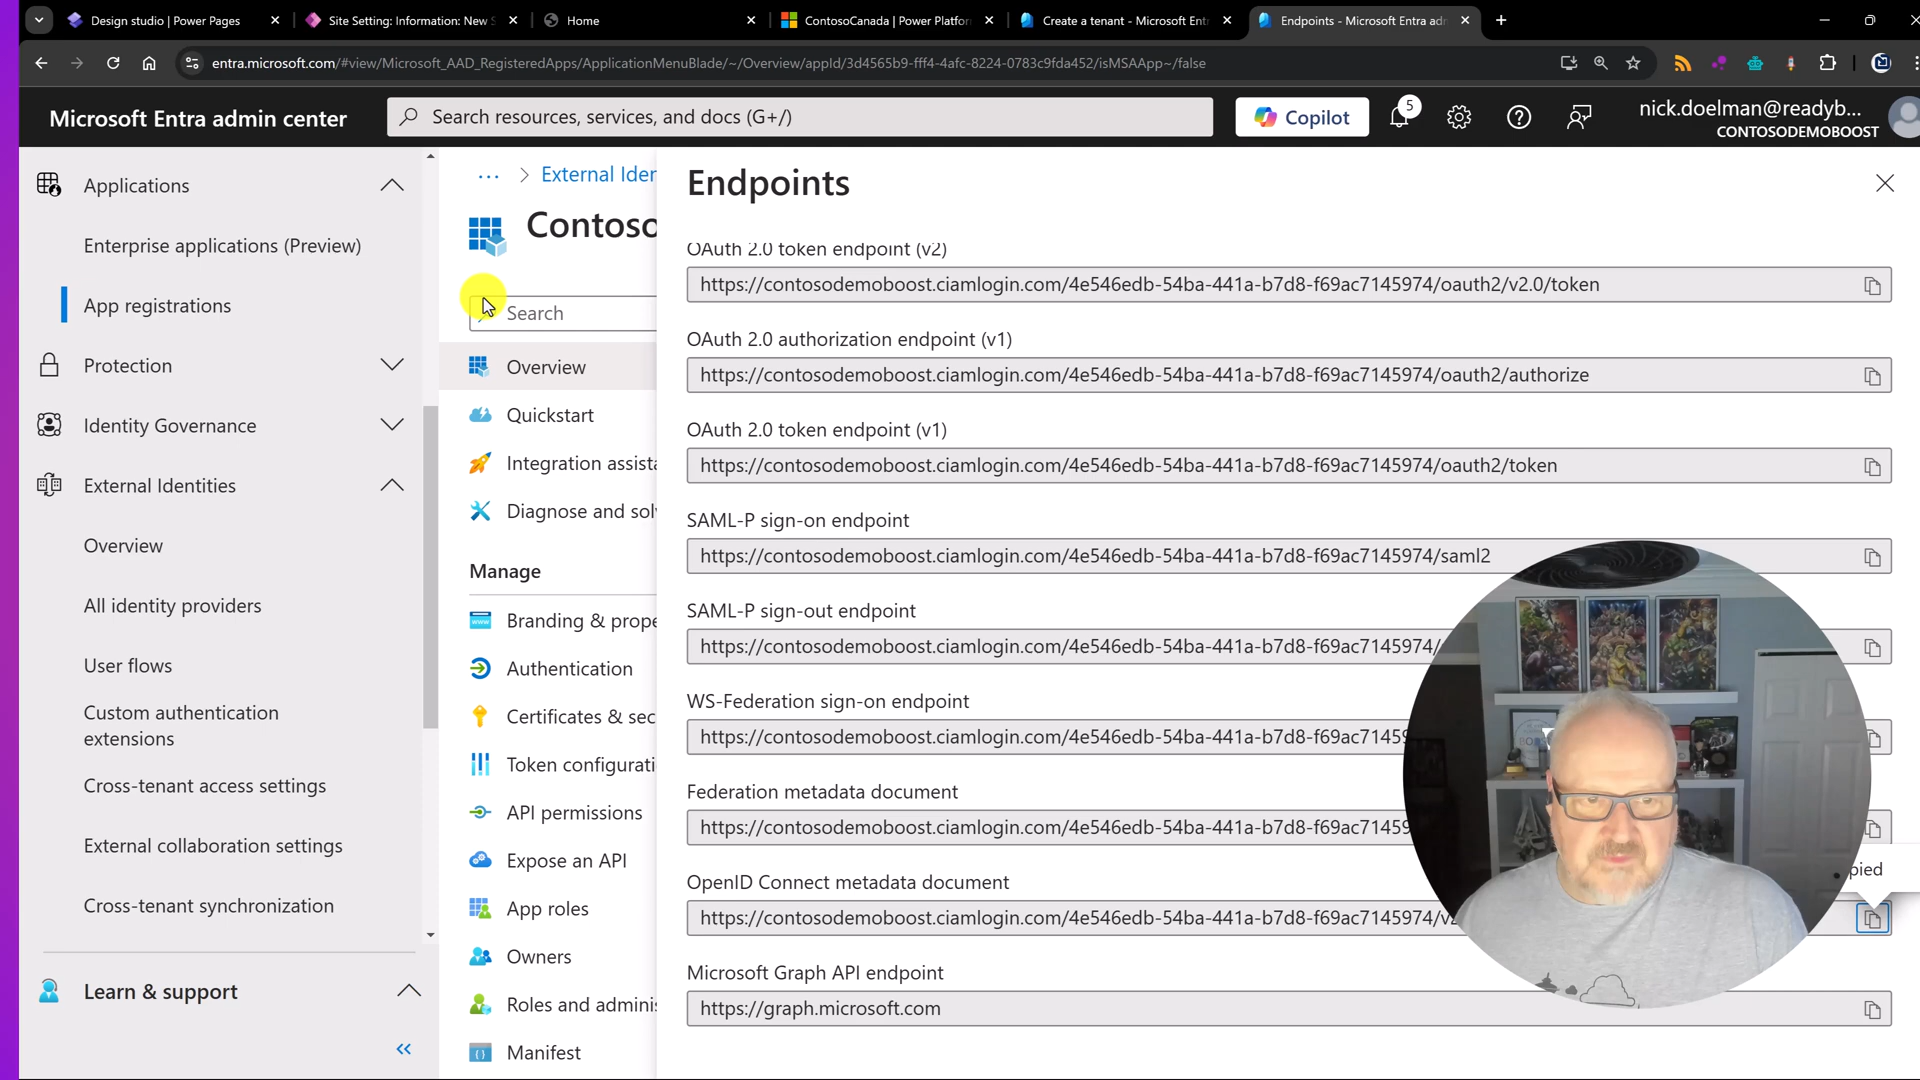 Design studio | Power Pages
Site Setting: Information: New S
Home
ContosoCanada | Power Platfor
Create a tenant - Microsoft Ent
Endpoints - Microsoft Entra adm
entra.microsoft.com/#view/Microsoft_AAD_RegisteredApps/ApplicationMenuBlade/~/Overview/appId/3d4565b9-fff4-4afc-8224-0783c9fda452/isMSAApp~/false
Microsoft Entra admin center
Search resources, services, and docs (G+/)
Copilot
5
nick.doelman@readyb...
CONTOSODEMOBOOST
Applications
Enterprise applications (Preview)
App registrations
Protection
Identity Governance
External Identities
Overview
All identity providers
User flows
Custom authentication
extensions
Cross-tenant access settings
External collaboration settings
Cross-tenant synchronization
Learn & support
... > External Iden
Contoso
Search
Overview
Quickstart
Integration assista
Diagnose and solv
Manage
Branding & prope
Authentication
Certificates & sec
Token configurati
API permissions
Expose an API
App roles
Owners
Roles and adminis
Manifest
Endpoints
OAuth 2.0 token endpoint (v2)
https://contosodemoboost.ciamlogin.com/4e546edb-54ba-441a-b7d8-f69ac7145974/oauth2/v2.0/token
OAuth 2.0 authorization endpoint (v1)
https://contosodemoboost.ciamlogin.com/4e546edb-54ba-441a-b7d8-f69ac7145974/oauth2/authorize
OAuth 2.0 token endpoint (v1)
https://contosodemoboost.ciamlogin.com/4e546edb-54ba-441a-b7d8-f69ac7145974/oauth2/token
SAML-P sign-on endpoint
https://contosodemoboost.ciamlogin.com/4e546edb-54ba-441a-b7d8-f69ac7145974/saml2
SAML-P sign-out endpoint
https://contosodemoboost.ciamlogin.com/4e546edb-54ba-441a-b7d8-f69ac7145974/
WS-Federation sign-on endpoint
https://contosodemoboost.ciamlogin.com/4e546edb-54ba-441a-b7d8-f69ac71459
Federation metadata document
https://contosodemoboost.ciamlogin.com/4e546edb-54ba-441a-b7d8-f69ac71459
pied
OpenID Connect metadata document
https://contosodemoboost.ciamlogin.com/4e546edb-54ba-441a-b7d8-f69ac7145974/v2
Microsoft Graph API endpoint
https://graph.microsoft.com